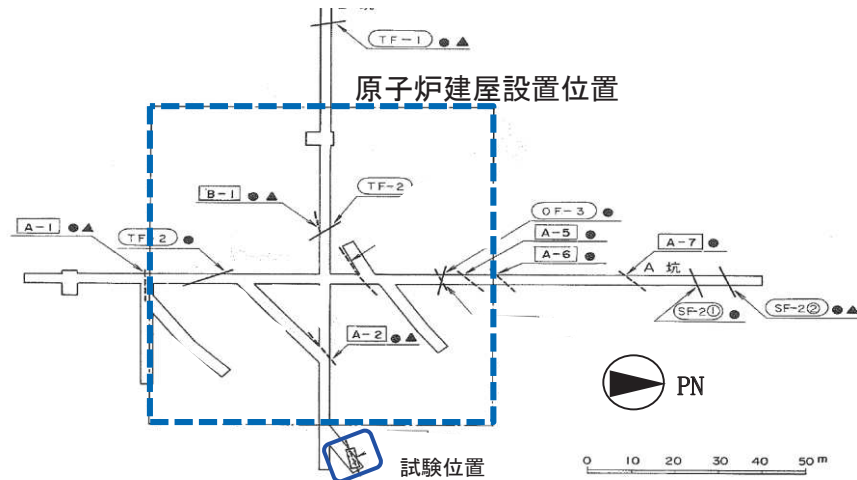 TF-1 ● ▲
原子炉建屋設置位置
B-1 ● ▲
TF-2
OF-3 ●
A-1 ● ▲
TF-2 ●
A-5 ●
A-6 ●
A-7 ●
A 坑
SF-2① ●
SF-2② ● ▲
A-2 ● ▲
PN
試験位置
0 10 20 30 40 50 m